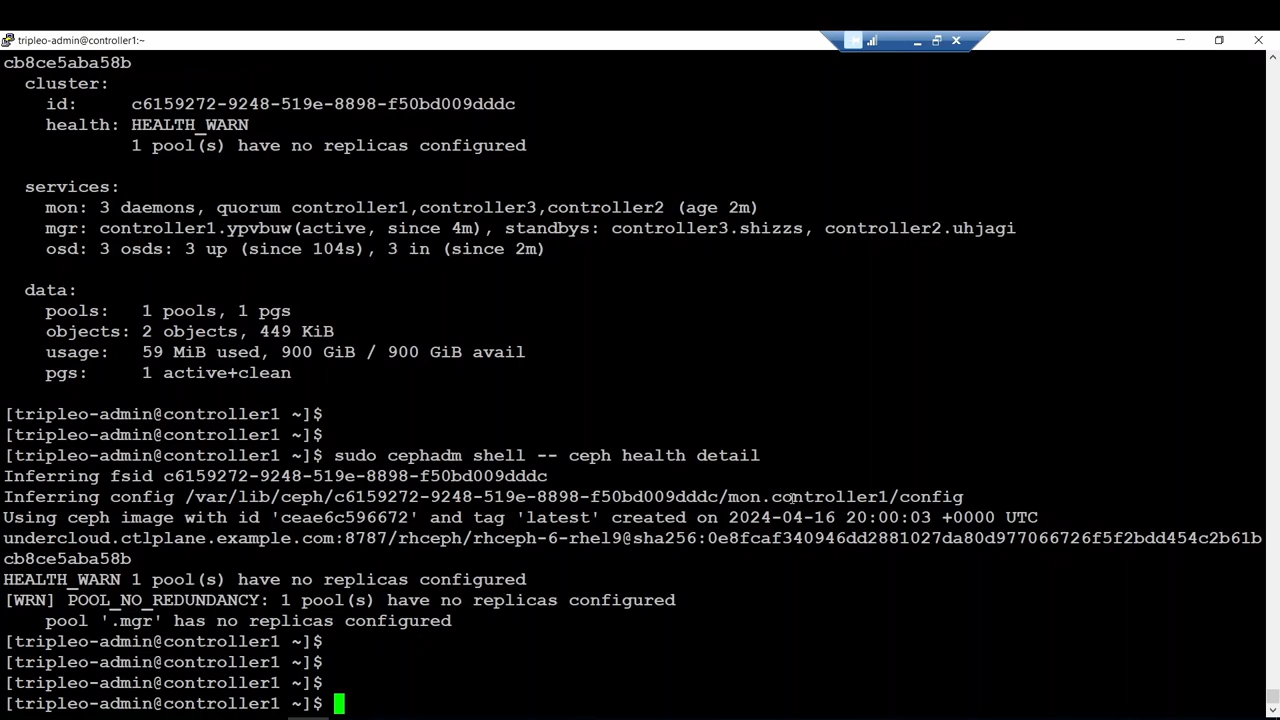 tripleo-admin@controller1:~
cb8ce5aba58b
cluster:
id: c6159272-9248-519e-8898-f50bd009dddc
health: HEALTH_WARN
1 pool(s) have no replicas configured
services:
mon: 3 daemons, quorum controller1,controller3,controller2 (age 2m)
mgr: controller1.ypvbuw(active, since 4m), standbys: controller3.shizzs, controller2.uhjagi
osd: 3 osds: 3 up (since 104s), 3 in (since 2m)
data:
pools: 1 pools, 1 pgs
objects: 2 objects, 449 KiB
usage: 59 MiB used, 900 GiB / 900 GiB avail
pgs: 1 active+clean
[tripleo-admin@controller1 ~]$
[tripleo-admin@controller1 ~]$
[tripleo-admin@controller1 ~]$ sudo cephadm shell -- ceph health detail
Inferring fsid c6159272-9248-519e-8898-f50bd009dddc
Inferring config /var/lib/ceph/c6159272-9248-519e-8898-f50bd009dddc/mon.controller1/config
Using ceph image with id 'ceae6c596672' and tag 'latest' created on 2024-04-16 20:00:03 +0000 UTC
undercloud.ctlplane.example.com:8787/rhceph/rhceph-6-rhel9@sha256:0e8fcaf340946dd2881027da80d977066726f5f2bdd454c2b61b
cb8ce5aba58b
HEALTH_WARN 1 pool(s) have no replicas configured
[WRN] POOL_NO_REDUNDANCY: 1 pool(s) have no replicas configured
pool '.mgr' has no replicas configured
[tripleo-admin@controller1 ~]$
[tripleo-admin@controller1 ~]$
[tripleo-admin@controller1 ~]$
[tripleo-admin@controller1 ~]$